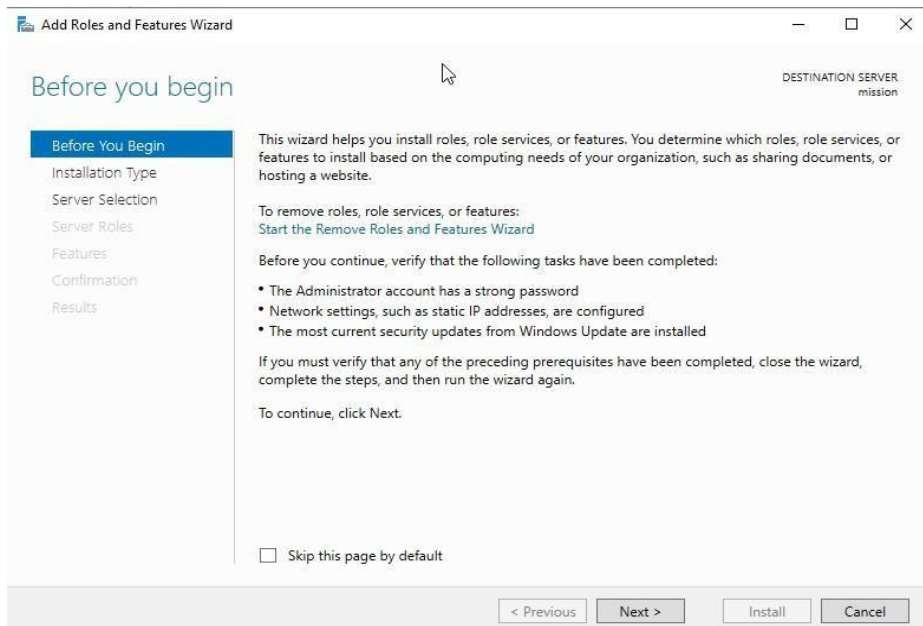 Add Roles and Features Wizard
Before you begin
DESTINATION SERVER
mission
Before You Begin
Installation Type
Server Selection
Server Roles
Features
Confirmation
Results
This wizard helps you install roles, role services, or features. You determine which roles, role services, or
features to install based on the computing needs of your organization, such as sharing documents, or
hosting a website.
To remove roles, role services, or features:
Start the Remove Roles and Features Wizard
Before you continue, verify that the following tasks have been completed:
• The Administrator account has a strong password
• Network settings, such as static IP addresses, are configured
• The most current security updates from Windows Update are installed
If you must verify that any of the preceding prerequisites have been completed, close the wizard,
complete the steps, and then run the wizard again.
To continue, click Next.
Skip this page by default
< Previous
Next >
Install
Cancel